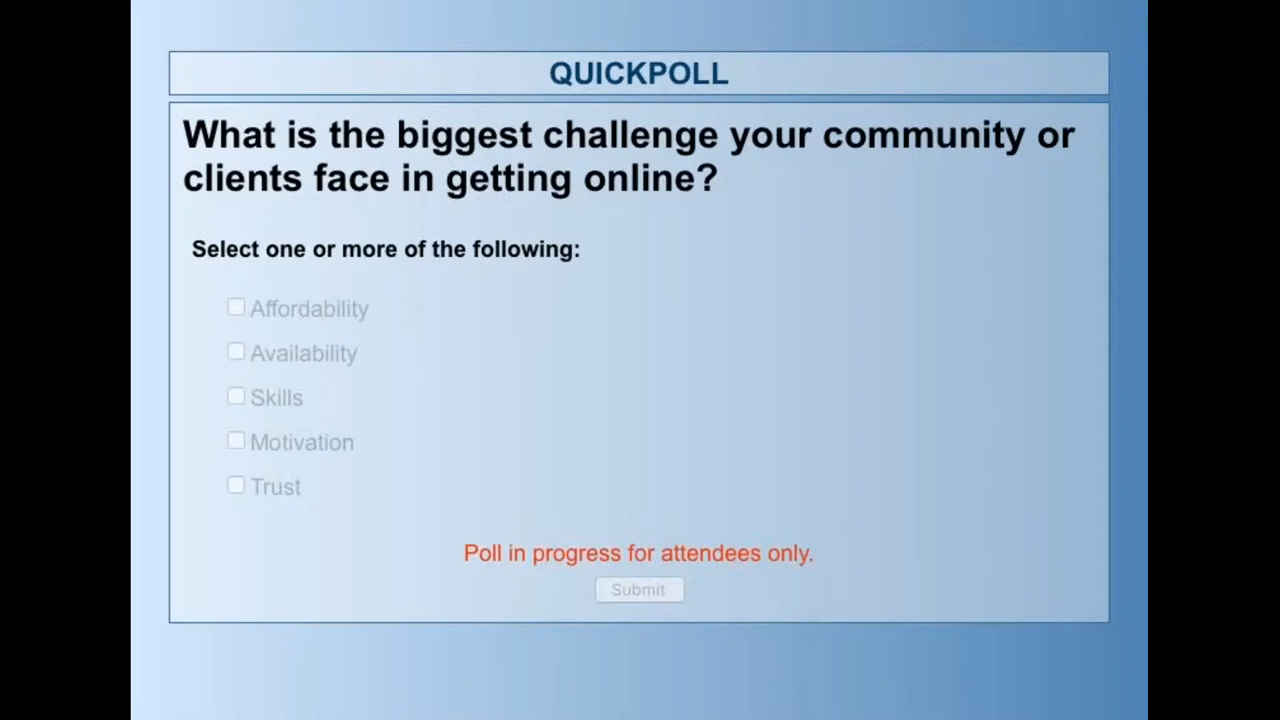 QUICKPOLL
What is the biggest challenge your community or
clients face in getting online?
Select one or more of the following:
Affordability
Availability
Skills
Motivation
Trust
Poll in progress for attendees only.
Submit